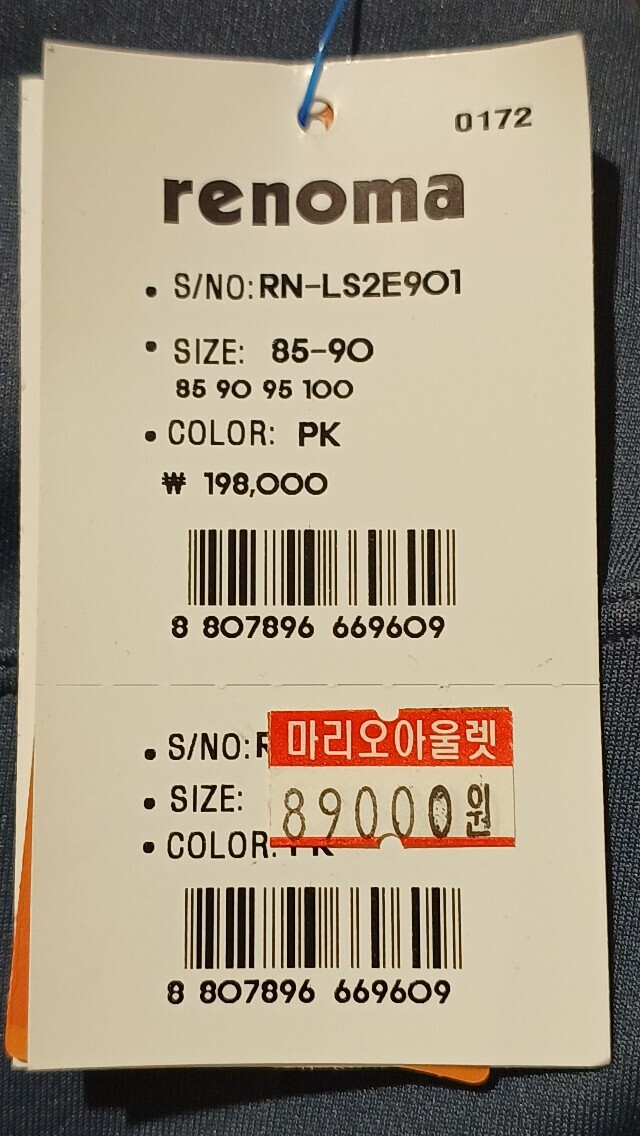 0172
renoma
• S/NO: RN-LS2E901
• SIZE: 85-90
85 90 95 100
• COLOR: PK
₩ 198,000
8 807896 669609
마리오아울렛
• S/NO: R
• SIZE:
89000원
• COLOR: PK
8 807896 669609